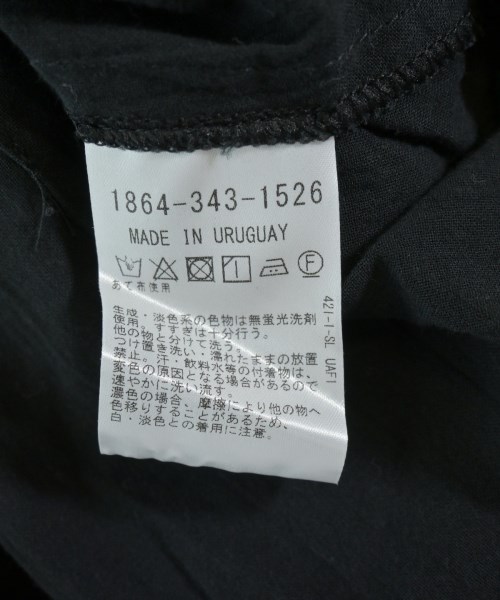 1864-343-1526
MADE IN URUGUAY
F
あて布使用
生成・淡色系の色物は無蛍光洗剤
使用。すすぎは十分行う。
他の物と分けて洗う。
つけ置き洗い・濡れたままの放置
禁止。汗・飲料水等の付着物は、
変色の原因となる場合があるので
速やかに洗い流す。
濃色の場合、摩擦により他の物へ
色移りすることがあるため、
白・淡色との着用に注意。
421-1-SL UAF1